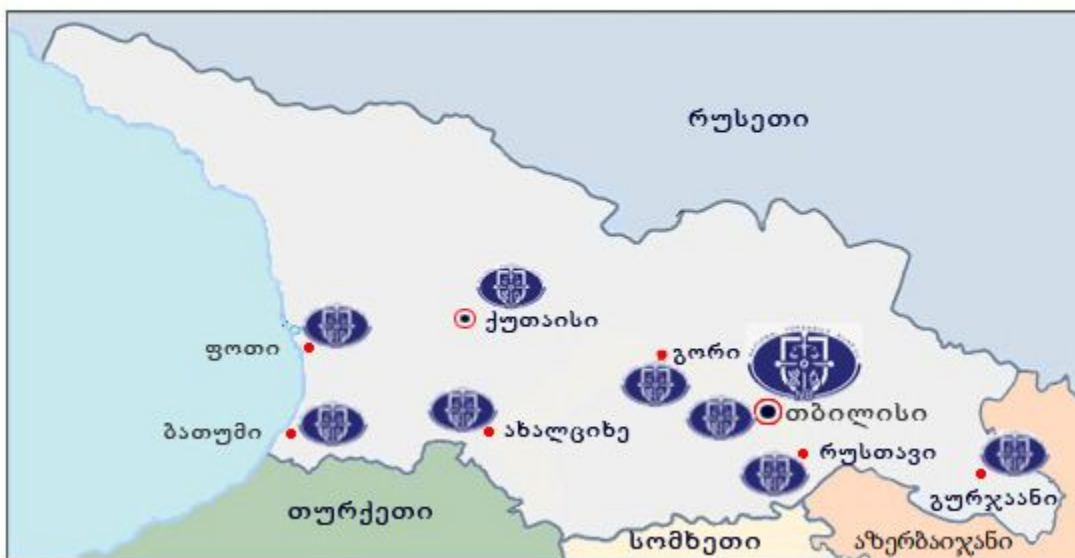 რუსეთი
ქუთაისი
ფოთი
გორი
თბილისი
ბათუმი
ახალციხე
რუსთავი
გურჯაანი
თურქეთი
სომხეთი
აზერბაიჯანი